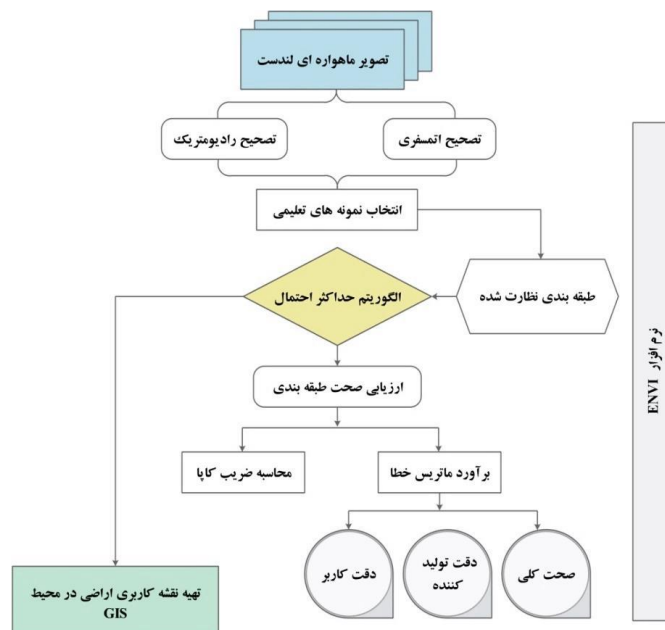 تصویر ماهواره ای لندست
تصحیح اتمسفری
تصحیح رادیومتریک
انتخاب نمونه های تعلیمی
طبقه بندی نظارت شده
الگوریتم حداکثر احتمال
ارزیابی صحت طبقه بندی
برآورد ماتریس خطا
محاسبه ضریب کاپا
صحت کلی
دقت تولید
کننده
دقت کاربر
تهیه نقشه کاربری اراضی در محیط
GIS
نرم افزار ENVI